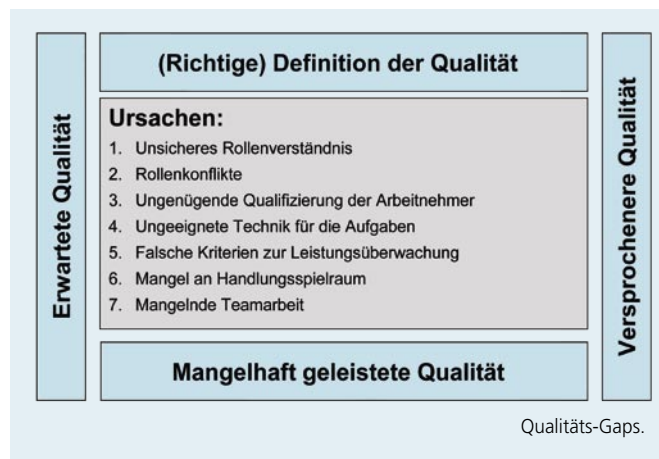 (Richtige) Definition der Qualität
Erwartete Qualität
Ursachen:
1. Unsicheres Rollenverständnis
2. Rollenkonflikte
3. Ungenügende Qualifizierung der Arbeitnehmer
4. Ungeeignete Technik für die Aufgaben
5. Falsche Kriterien zur Leistungsüberwachung
6. Mangel an Handlungsspielraum
7. Mangelnde Teamarbeit
Versprochenere Qualität
Mangelhaft geleistete Qualität
Qualitäts-Gaps.